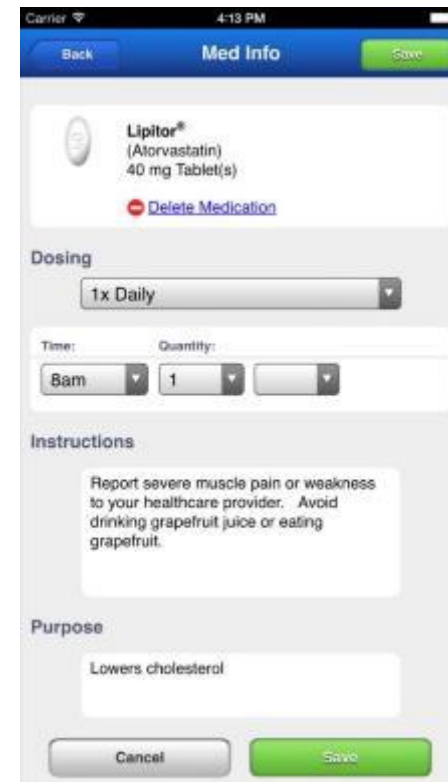 Carrier 4:13 PM
Back Med Info Save
Lipitor®
(Atorvastatin)
40 mg Tablet(s)
Delete Medication
Dosing
1x Daily
Time: Quantity:
8am 1
Instructions
Report severe muscle pain or weakness
to your healthcare provider. Avoid
drinking grapefruit juice or eating
grapefruit.
Purpose
Lowers cholesterol
Cancel Save